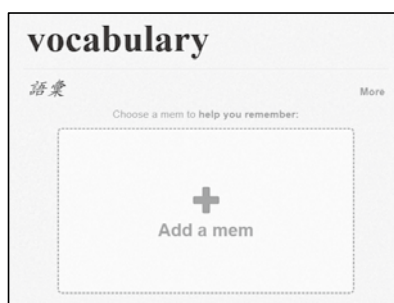 vocabulary
語彙
More
Choose a mem to help you remember:
Add a mem